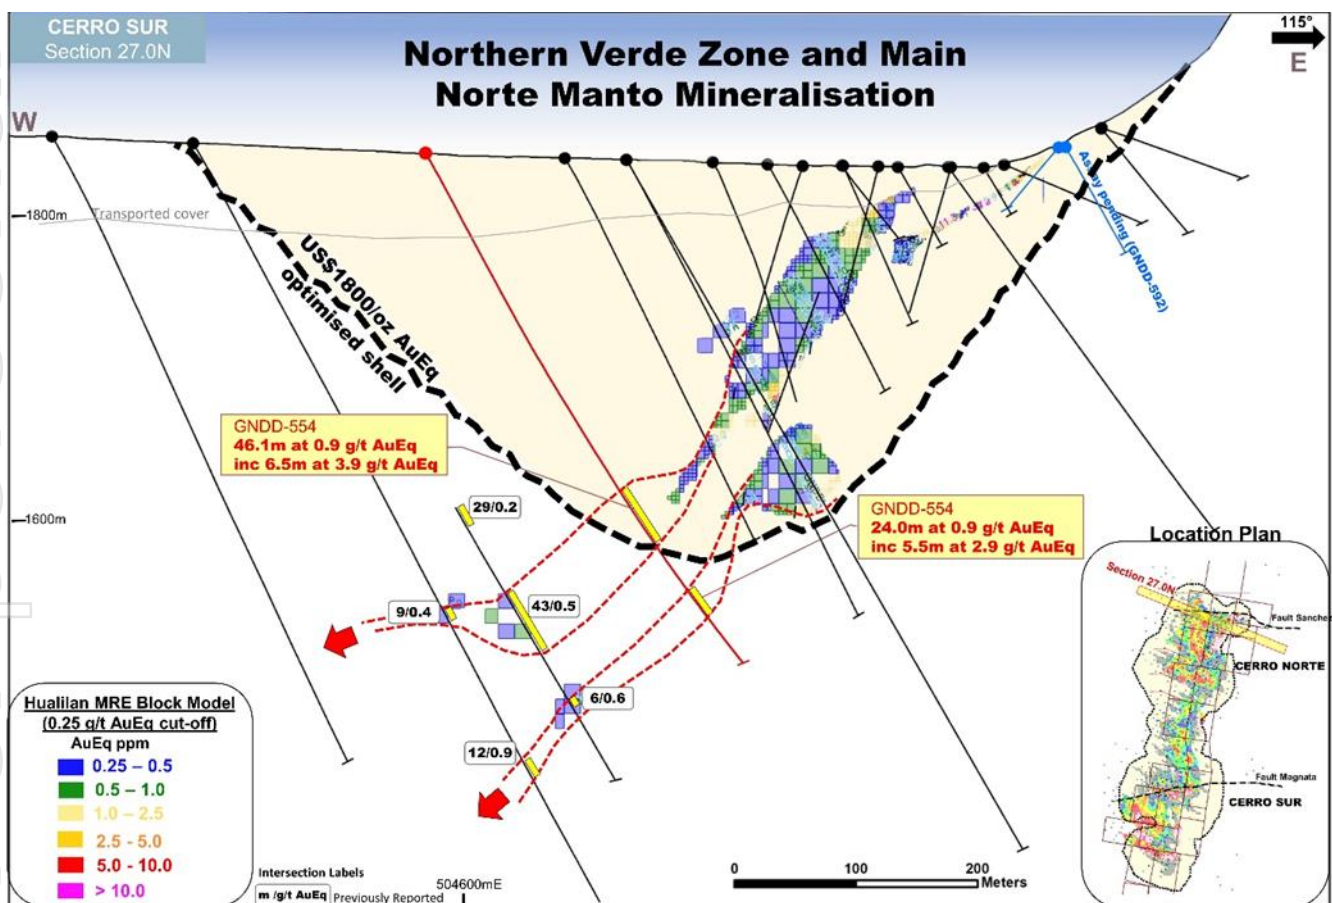 CERRO SUR
Section 27.0N
Northern Verde Zone and Main
Norte Manto Mineralisation
115°
E
W
1800m
Transported cover
US$1800/oz AuEq
optimised shell
Assay pending (GNDD-592)
GNDD-554
46.1m at 0.9 g/t AuEq
inc 6.5m at 3.9 g/t AuEq
1600m
29/0.2
GNDD-554
24.0m at 0.9 g/t AuEq
inc 5.5m at 2.9 g/t AuEq
9/0.4
43/0.5
6/0.6
12/0.9
Location Plan
Section 27.0N
Fault Sanchez
CERRO NORTE
Fault Magnata
CERRO SUR
Hualilan MRE Block Model
(0.25 g/t AuEq cut-off)
AuEq ppm
0.25 – 0.5
0.5 – 1.0
1.0 – 2.5
2.5 - 5.0
5.0 - 10.0
> 10.0
Intersection Labels
m /g/t AuEq Previously Reported
504600mE
0 100 200
Meters